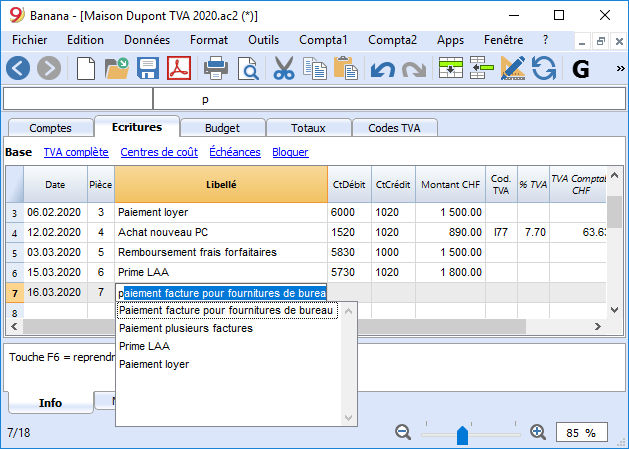 Banana - [Maison Dupont TVA 2020.ac2 (*)]
Fichier Edition Données Format Outils Compta1 Compta2 Apps Fenêtre ?
G »
p
Comptes Ecritures Budget Totaux Codes TVA
Base TVA complète Centres de coût Échéances Bloquer
Date Pièce Libellé CtDébit CtCrédit Montant CHF Cod. TVA % TVA TVA Comptab CHF
3 06.02.2020 3 Paiement loyer 6000 1020 1 500.00
4 12.02.2020 4 Achat nouveau PC 1520 1020 890.00 I77 7.70 63.63
5 03.03.2020 5 Remboursement frais forfaitaires 5830 1000 1 500.00
6 15.03.2020 6 Prime LAA 5730 1020 1 800.00
7 16.03.2020 7 paiement facture pour fournitures de burea
8
Paiement facture pour fournitures de bureau
Paiement plusieurs factures
Prime LAA
Paiement loyer
Touche F6 = reprendr
Info
7/18 85 %